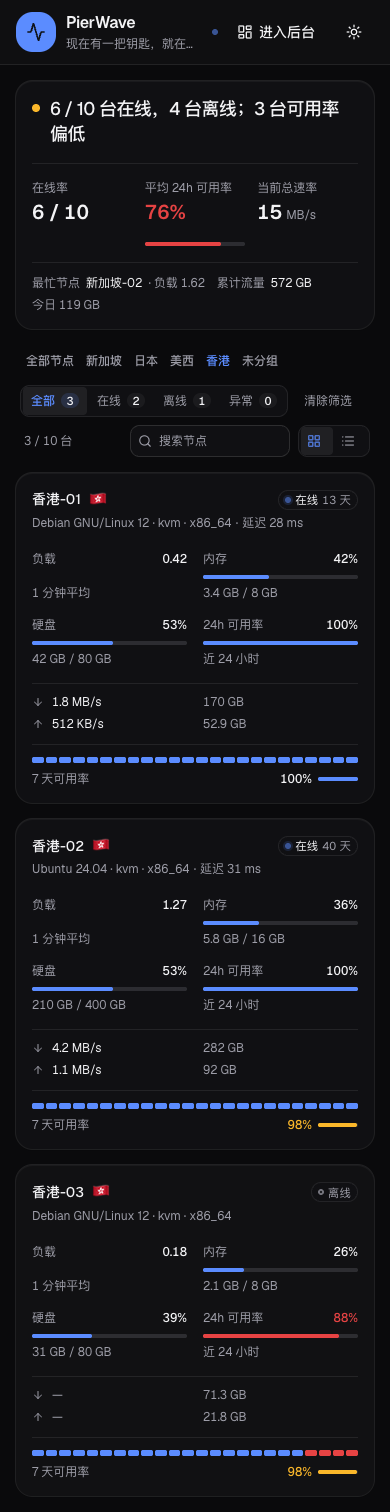 PierWave
现在有一把钥匙，就在…
进入后台
6 / 10 台在线，4 台离线；3 台可用率
偏低
在线率 平均 24h 可用率 当前总速率
6 / 10 76% 15 MB/s
最忙节点 新加坡-02 · 负载 1.62 累计流量 572 GB
今日 119 GB
全部节点 新加坡 日本 美西 香港 未分组
全部 3 在线 2 离线 1 异常 0 清除筛选
3 / 10 台 搜索节点
香港-01 在线 13 天
Debian GNU/Linux 12 · kvm · x86_64 · 延迟 28 ms
负载 0.42 内存 42%
1 分钟平均 3.4 GB / 8 GB
硬盘 53% 24h 可用率 100%
42 GB / 80 GB 近 24 小时
↓ 1.8 MB/s 170 GB
↑ 512 KB/s 52.9 GB
7 天可用率 100%
香港-02 在线 40 天
Ubuntu 24.04 · kvm · x86_64 · 延迟 31 ms
负载 1.27 内存 36%
1 分钟平均 5.8 GB / 16 GB
硬盘 53% 24h 可用率 100%
210 GB / 400 GB 近 24 小时
↓ 4.2 MB/s 282 GB
↑ 1.1 MB/s 92 GB
7 天可用率 98%
香港-03 离线
Debian GNU/Linux 12 · kvm · x86_64
负载 0.18 内存 26%
1 分钟平均 2.1 GB / 8 GB
硬盘 39% 24h 可用率 88%
31 GB / 80 GB 近 24 小时
↓ — 71.3 GB
↑ — 21.8 GB
7 天可用率 98%